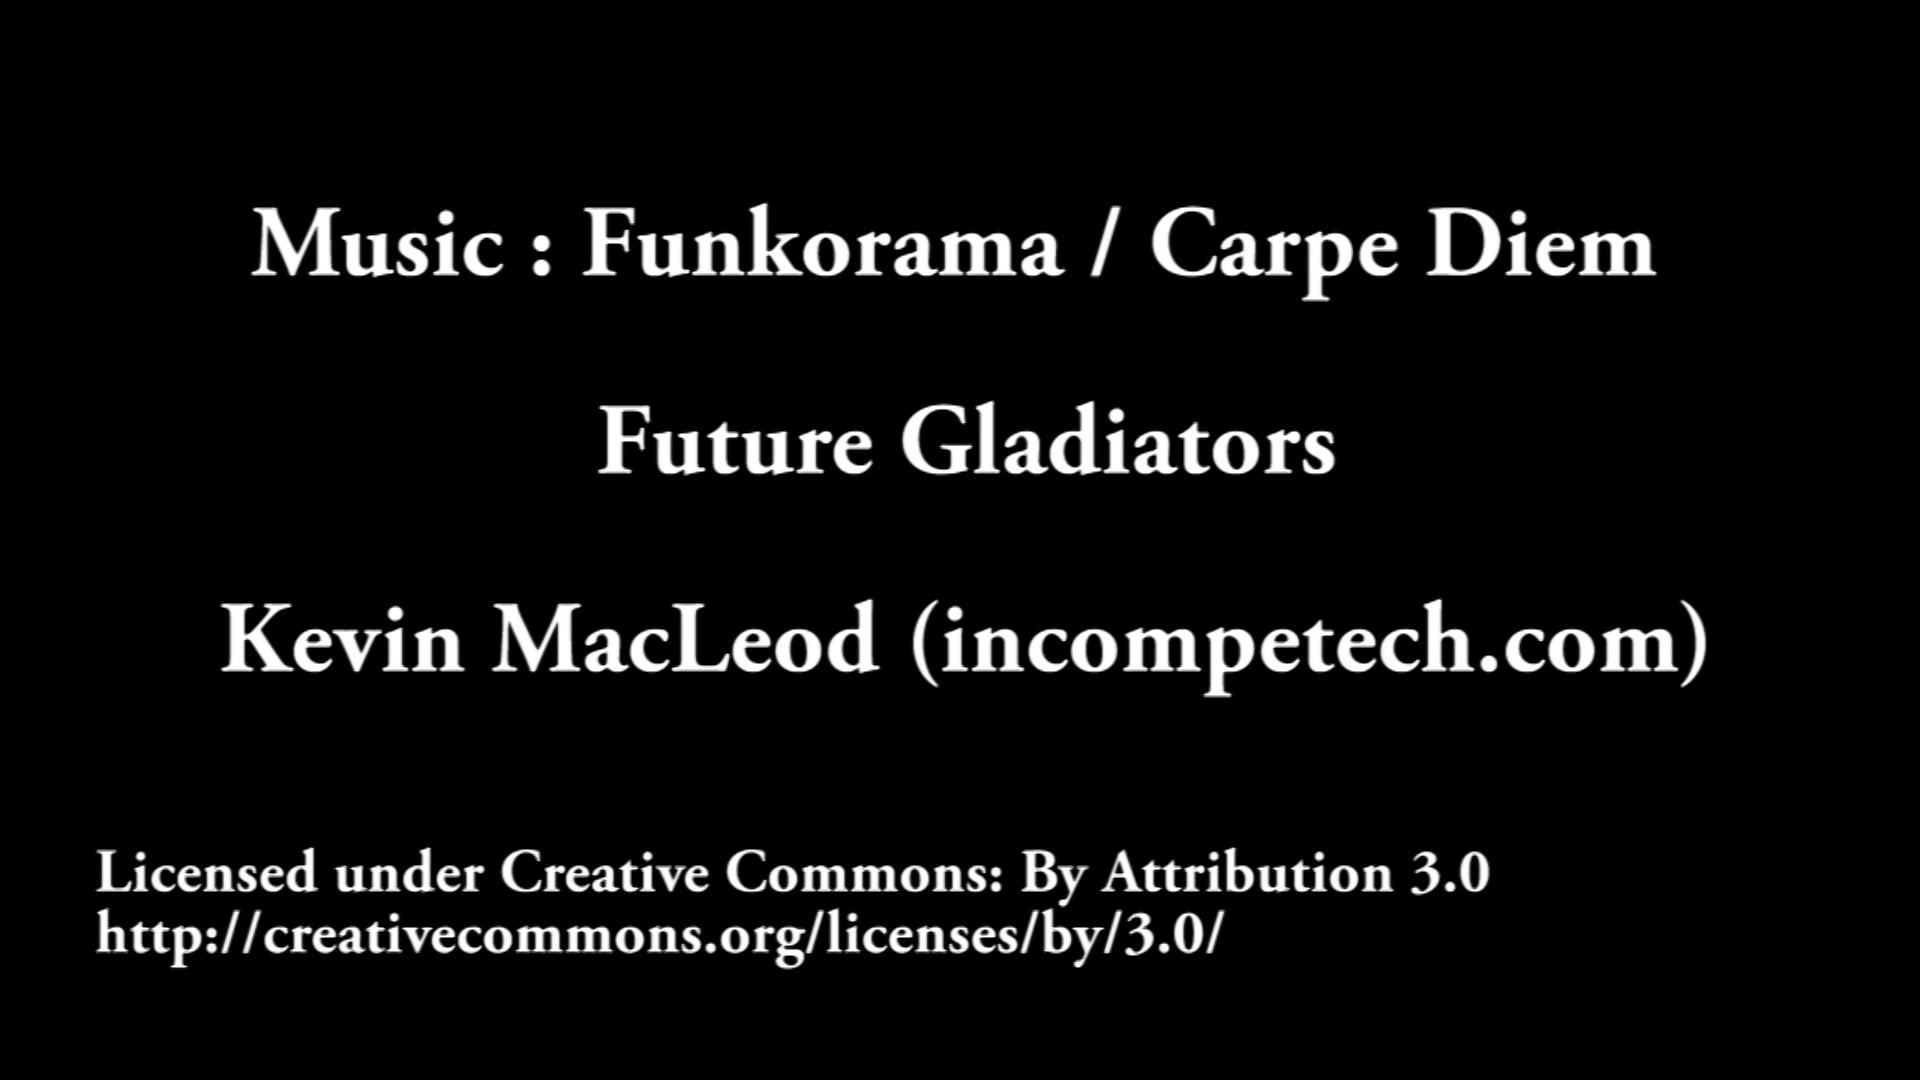 Music : Funkorama / Carpe Diem
Future Gladiators
Kevin MacLeod (incompetech.com)
Licensed under Creative Commons: By Attribution 3.0
http://creativecommons.org/licenses/by/3.0/